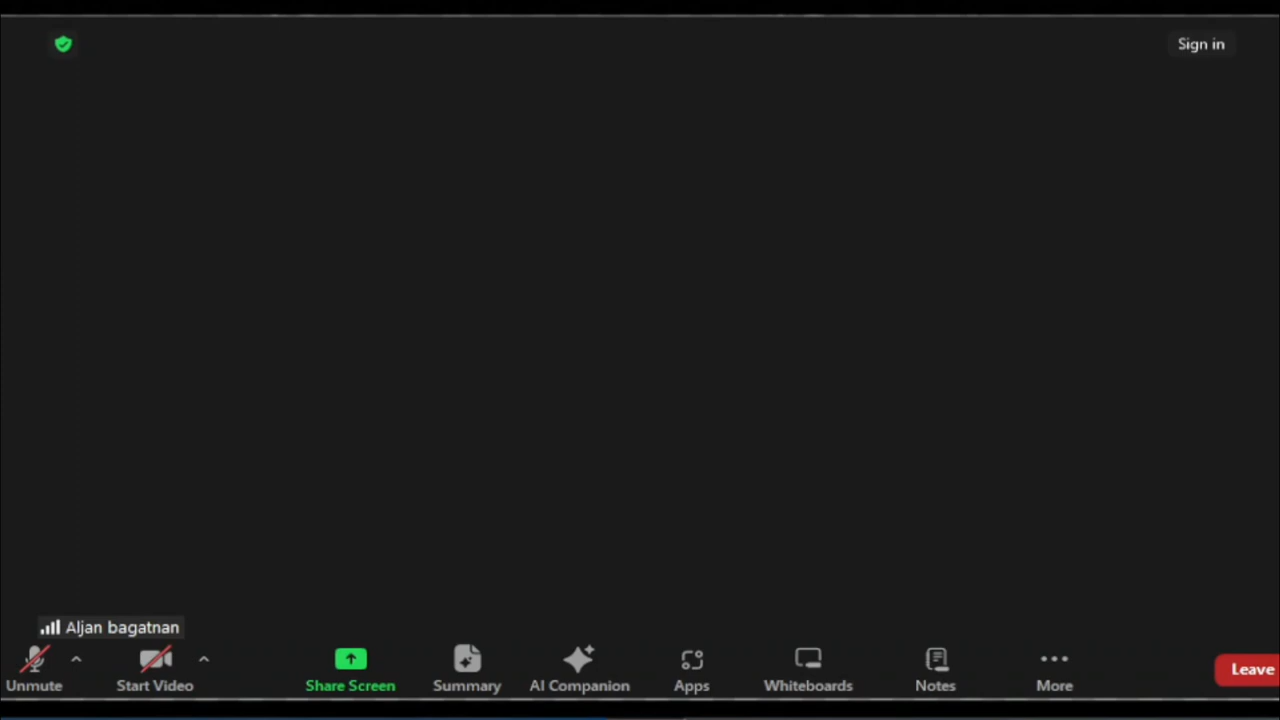 Sign in
Aljan bagatnan
Unmute
Start Video
Share Screen
Summary
AI Companion
Apps
Whiteboards
Notes
More
Leave